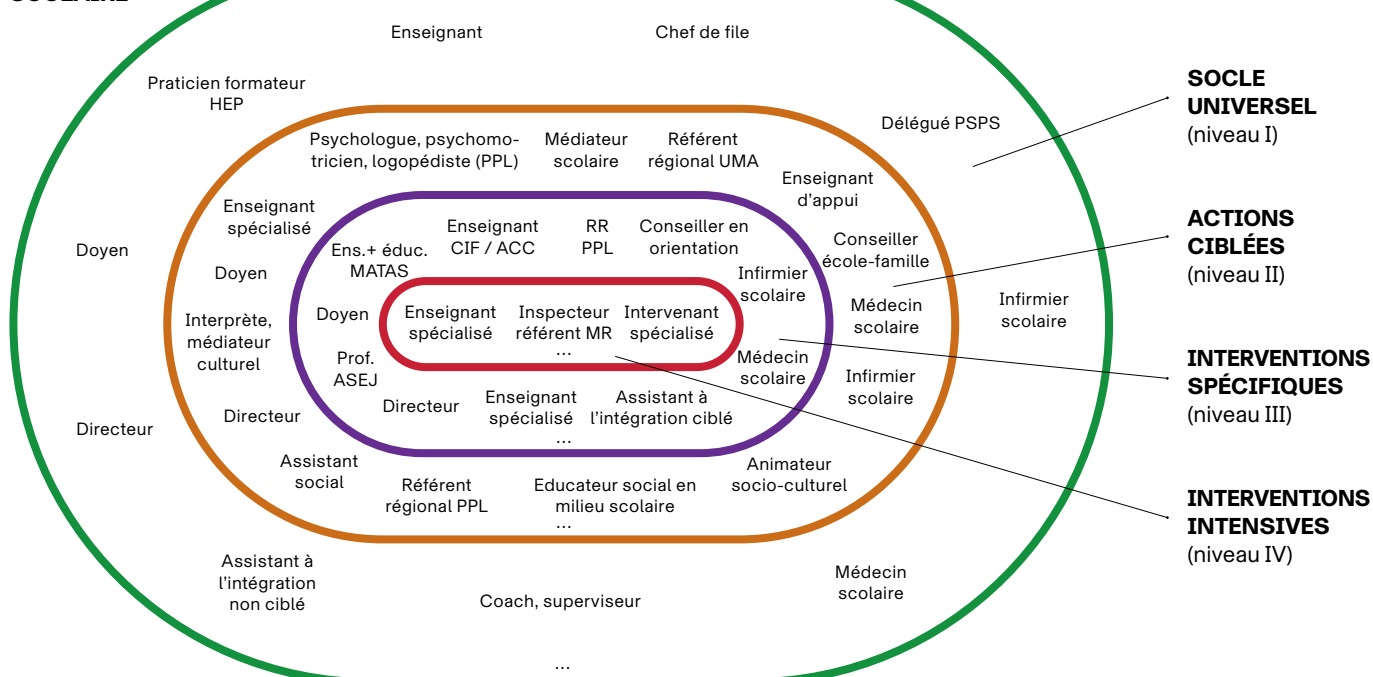 Enseignant
Chef de file
Praticien formateur
HEP
Délégué PSPS
Psychologue, psychomo-
tricien, logopédiste (PPL)
Médiateur
scolaire
Référent
régional UMA
Enseignant
d'appui
Enseignant
spécialisé
Doyen
Doyen
Ens.+ éduc.
MATAS
Enseignant
CIF / ACC
RR
PPL
Conseiller en
orientation
Conseiller
école-famille
Infirmier
scolaire
Médecin
scolaire
Infirmier
scolaire
Interprète,
médiateur
culturel
Doyen
Enseignant
spécialisé
Inspecteur
référent MR
...
Intervenant
spécialisé
Prof.
ASEJ
Médecin
scolaire
Infirmier
scolaire
Directeur
Directeur
Directeur
Enseignant
spécialisé
...
Assistant à
l'intégration ciblé
Assistant
social
Référent
régional PPL
Educateur social en
milieu scolaire
...
Animateur
socio-culturel
Assistant à
l'intégration
non ciblé
Coach, superviseur
Médecin
scolaire
...
SOCLE
UNIVERSEL
(niveau I)
ACTIONS
CIBLÉES
(niveau II)
INTERVENTIONS
SPÉCIFIQUES
(niveau III)
INTERVENTIONS
INTENSIVES
(niveau IV)